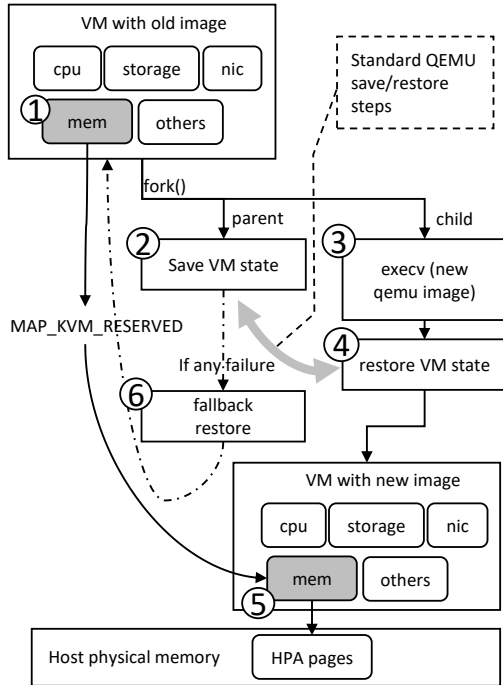 VM with old image
cpu
storage
nic
1
mem
others
Standard QEMU
save/restore
steps
fork()
parent
child
2
Save VM state
3
execv (new
qemu image)
MAP_KVM_RESERVED
4
restore VM state
If any failure
6
fallback
restore
VM with new image
cpu
storage
nic
mem
others
5
Host physical memory
HPA pages